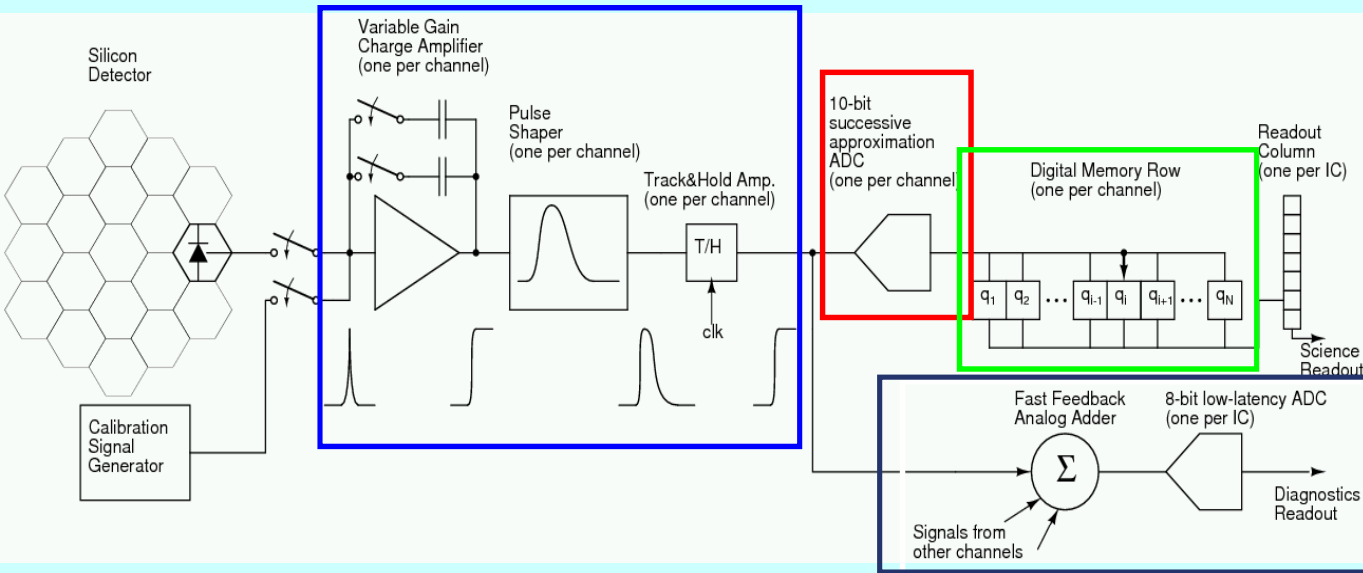 Silicon
Detector
Variable Gain
Charge Amplifier
(one per channel)
Pulse
Shaper
(one per channel)
Track&Hold Amp.
(one per channel)
T/H
clk
10-bit
successive
approximation
ADC
(one per channel)
Digital Memory Row
(one per channel)
q1 q2 ··· qi-1 qi qi+1 ··· qN
Readout
Column
(one per IC)
Science
Readout
Calibration
Signal
Generator
Fast Feedback
Analog Adder
Σ
8-bit low-latency ADC
(one per IC)
Signals from
other channels
Diagnostics
Readout